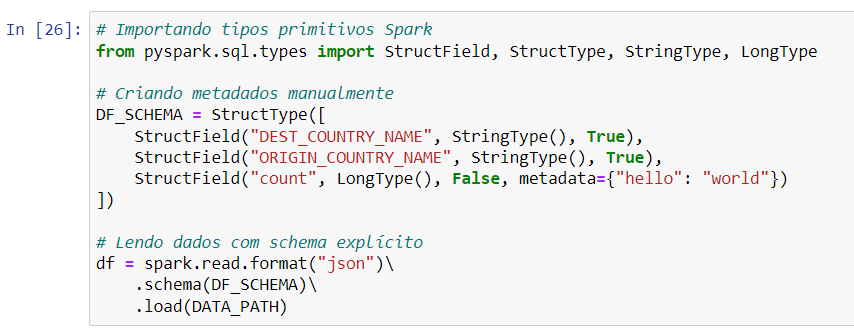 In [26]: # Importando tipos primitivos Spark
from pyspark.sql.types import StructField, StructType, StringType, LongType

# Criando metadados manualmente
DF_SCHEMA = StructType([
    StructField("DEST_COUNTRY_NAME", StringType(), True),
    StructField("ORIGIN_COUNTRY_NAME", StringType(), True),
    StructField("count", LongType(), False, metadata={"hello": "world"})
])

# Lendo dados com schema explícito
df = spark.read.format("json")\
    .schema(DF_SCHEMA)\
    .load(DATA_PATH)